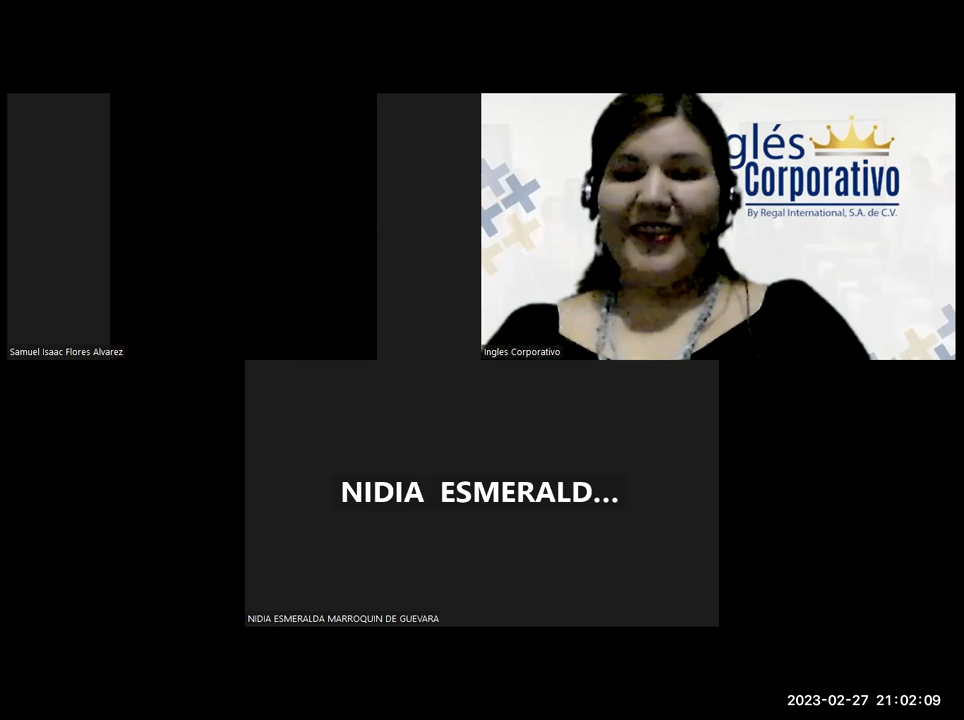 glés
Corporativo
By Regal International, S.A. de C.V.
Samuel Isaac Flores Alvarez
Ingles Corporativo
NIDIA ESMERALD...
NIDIA ESMERALDA MARROQUIN DE GUEVARA
2023-02-27 21:02:09